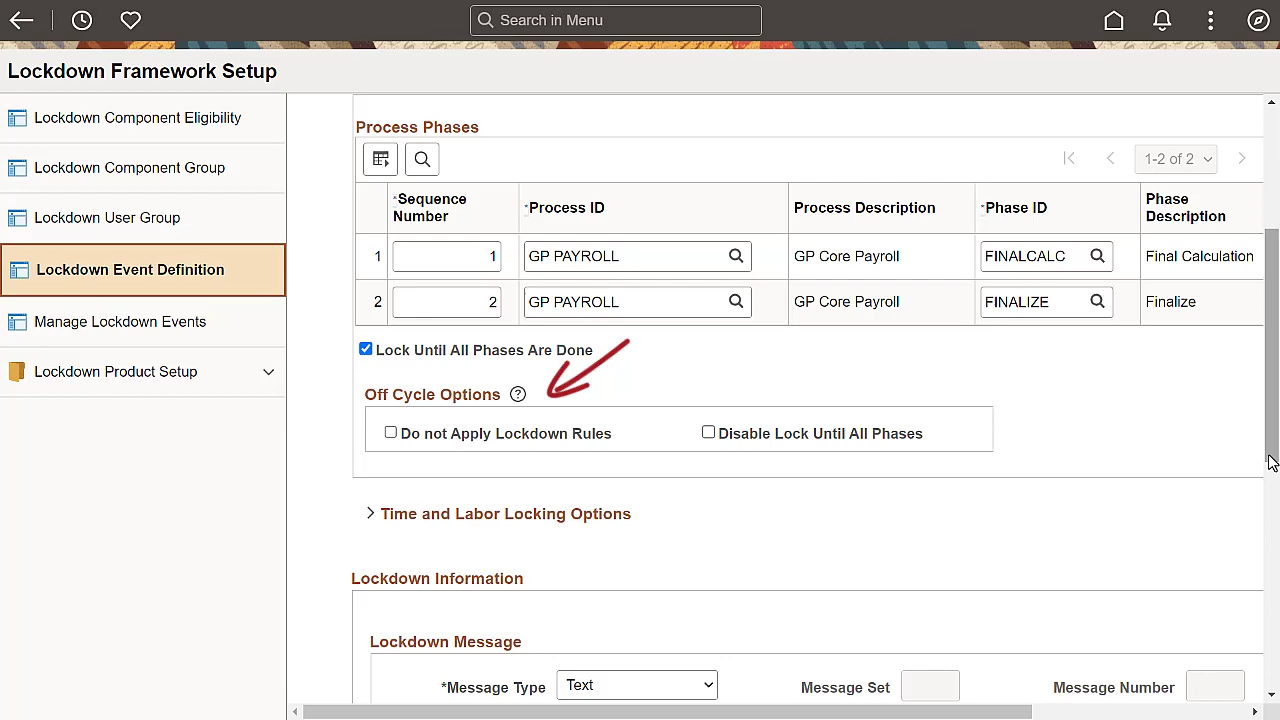 Search in Menu
Lockdown Framework Setup
Lockdown Component Eligibility
Lockdown Component Group
Lockdown User Group
Lockdown Event Definition
Manage Lockdown Events
Lockdown Product Setup
Process Phases
1-2 of 2
*Sequence Number *Process ID Process Description *Phase ID Phase Description
1 1 GP PAYROLL GP Core Payroll FINALCALC Final Calculation
2 2 GP PAYROLL GP Core Payroll FINALIZE Finalize
Lock Until All Phases Are Done
Off Cycle Options ?
Do not Apply Lockdown Rules Disable Lock Until All Phases
Time and Labor Locking Options
Lockdown Information
Lockdown Message
*Message Type Text Message Set Message Number